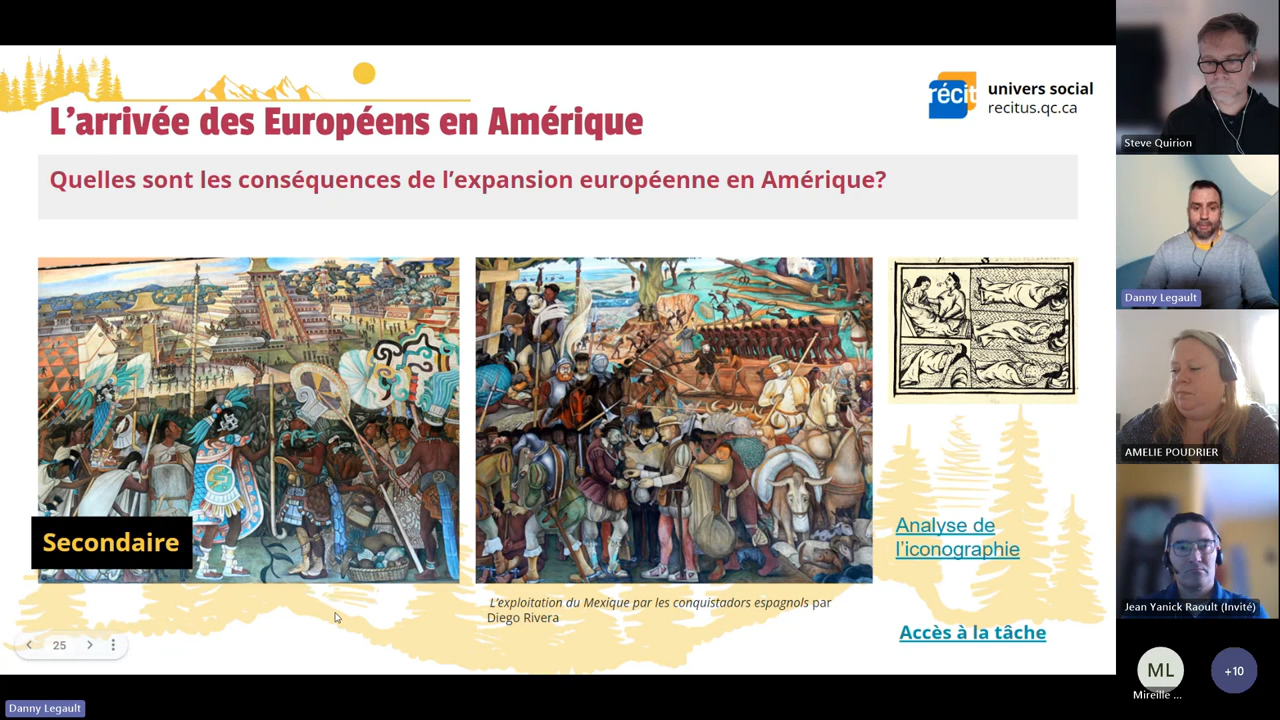 L'arrivée des Européens en Amérique
récit
univers social
recitus.qc.ca
Quelles sont les conséquences de l'expansion européenne en Amérique?
Secondaire
L'exploitation du Mexique par les conquistadors espagnols par
Diego Rivera
Analyse de
l'iconographie
Accès à la tâche
25
Danny Legault
Steve Quirion
Danny Legault
AMELIE POUDRIER
Jean Yanick Raoult (Invité)
ML
Mireille ...
+10